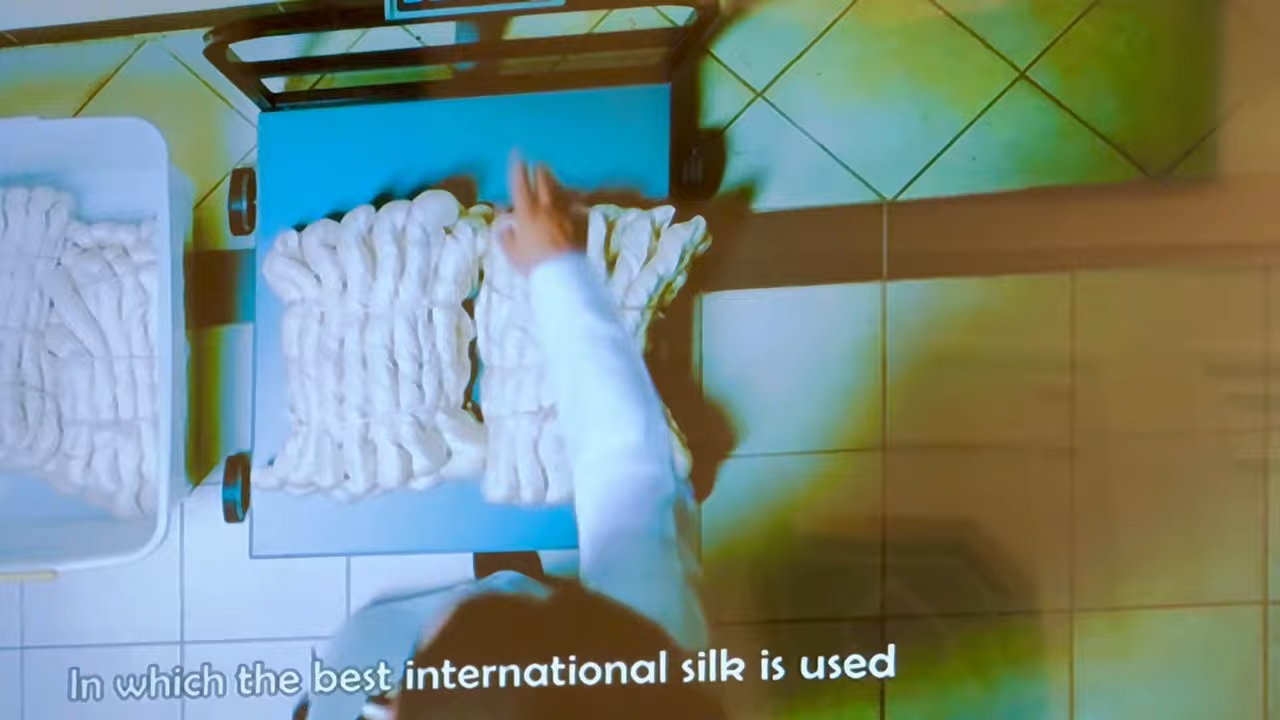 In which the best international silk is used